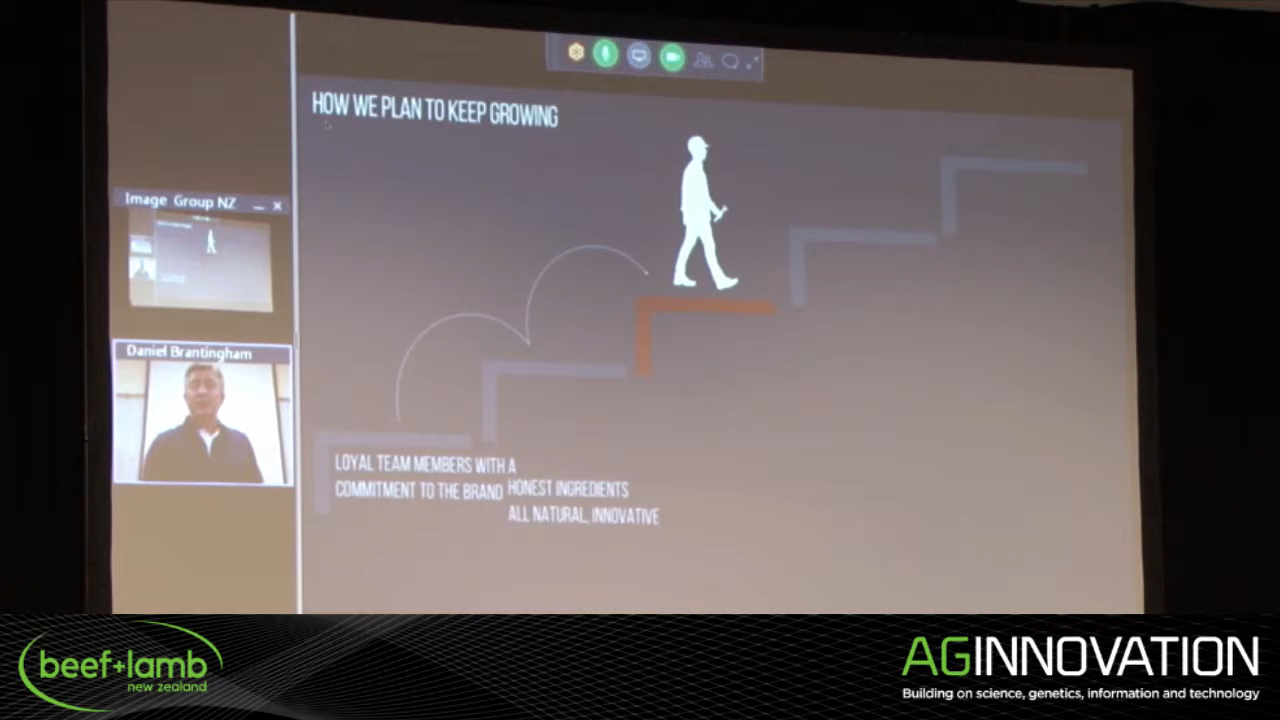 HOW WE PLAN TO KEEP GROWING
Image Group NZ
Daniel Brantingham
LOYAL TEAM MEMBERS WITH A
COMMITMENT TO THE BRAND
HONEST INGREDIENTS
ALL NATURAL, INNOVATIVE
beef+lamb
new zealand
AGINNOVATION
Building on science, genetics, information and technology